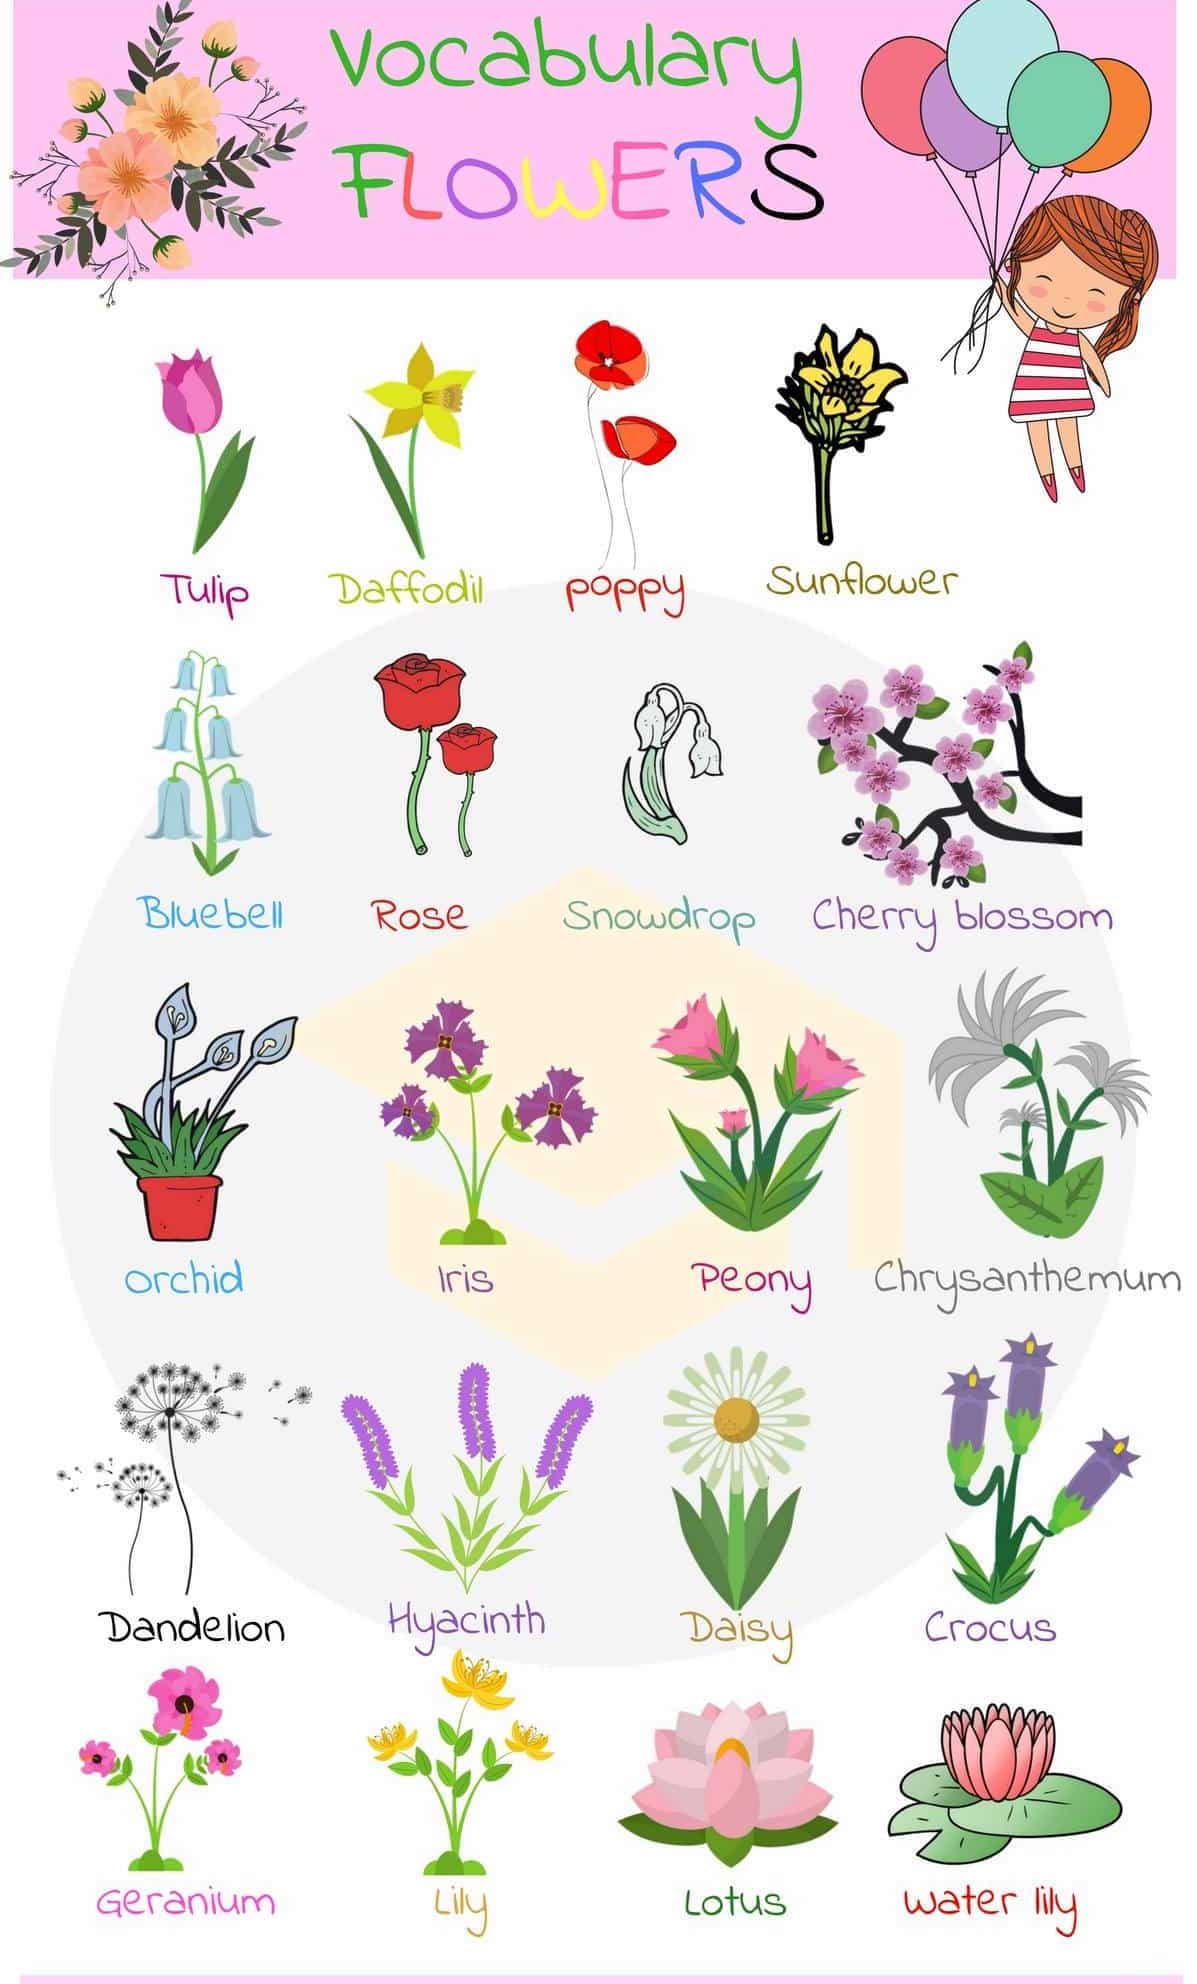 Vocabulary
FLOWERS
Tulip Daffodil poppy Sunflower
Bluebell Rose Snowdrop Cherry blossom
orchid Iris Peony Chrysanthemum
Dandelion Hyacinth Daisy Crocus
Geranium Lily Lotus water lily